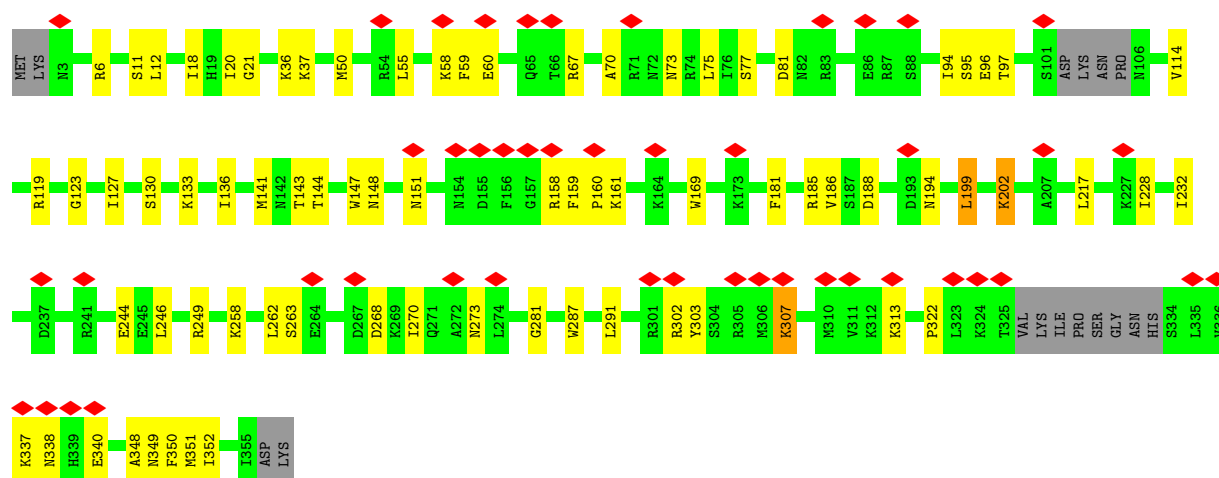 MET LYS N3 R6 S11 L12 I18 H19 I20 G21 K36 K37 M50 R54 L55 K58 F59 E60 Q65 T66 R67 A70 R71 N72 N73 R74 L75 I76 S77 D81 N82 R83 E86 R87 S88 I94 S95 E96 T97 S101 ASP LYS ASN PRO N106 V114
R119 G123 I127 S130 K133 I136 M141 N142 T143 T144 W147 N148 N151 N154 D155 F156 G157 R158 F159 P160 K161 K164 W169 K173 F181 R185 V186 S187 D188 D193 N194 L199 K202 A207 L217 K227 I228 I232
D237 R241 E244 E245 L246 R249 K258 L262 S263 E264 D267 D268 K269 I270 Q271 A272 N273 L274 G281 W287 L291 R301 R302 Y303 S304 R305 M306 K307 M310 V311 K312 K313 P322 L323 K324 T325 VAL LYS ILE PRO SER GLY ASN HIS S334 L335
K337 N338 H339 E340 A348 N349 F350 M351 I352 I355 ASP LYS